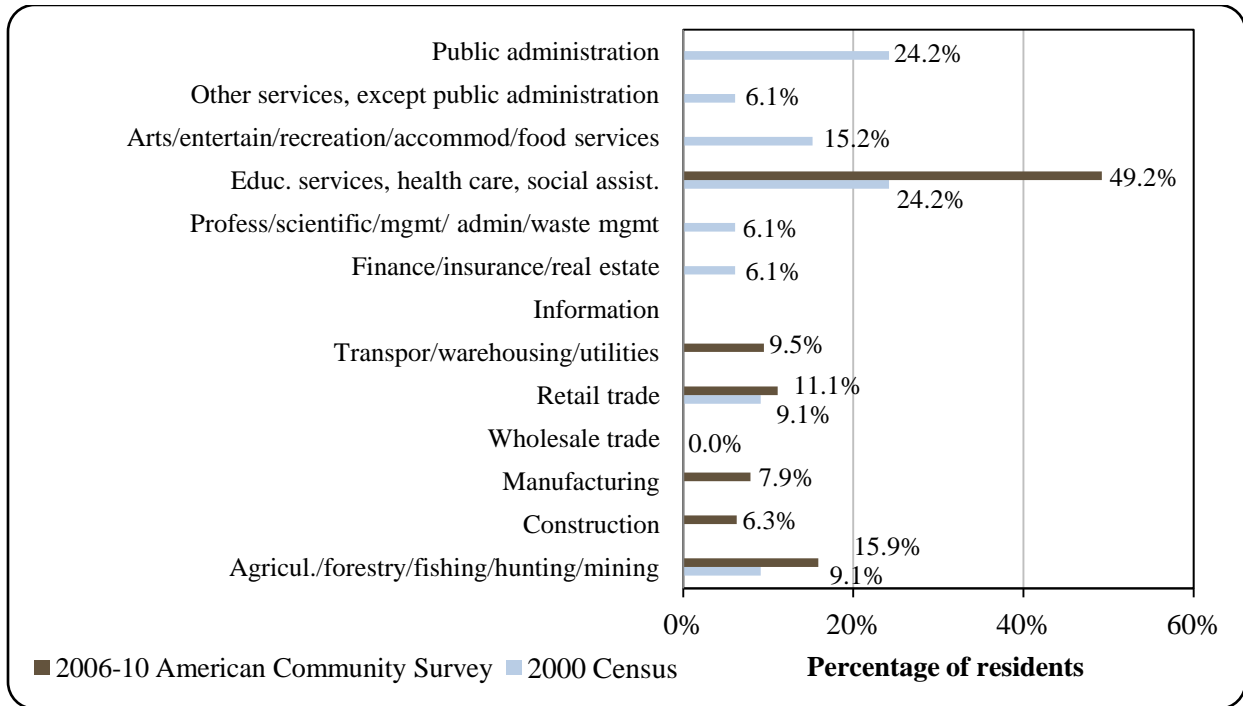 Public administration 24.2%
Other services, except public administration 6.1%
Arts/entertain/recreation/accommod/food services 15.2%
Educ. services, health care, social assist. 49.2%
24.2%
Profess/scientific/mgmt/ admin/waste mgmt 6.1%
Finance/insurance/real estate 6.1%
Information
Transpor/warehousing/utilities 9.5%
Retail trade 11.1%
9.1%
Wholesale trade 0.0%
Manufacturing 7.9%
Construction 6.3%
15.9%
Agricul./forestry/fishing/hunting/mining 9.1%
0% 20% 40% 60%
2006-10 American Community Survey 2000 Census Percentage of residents